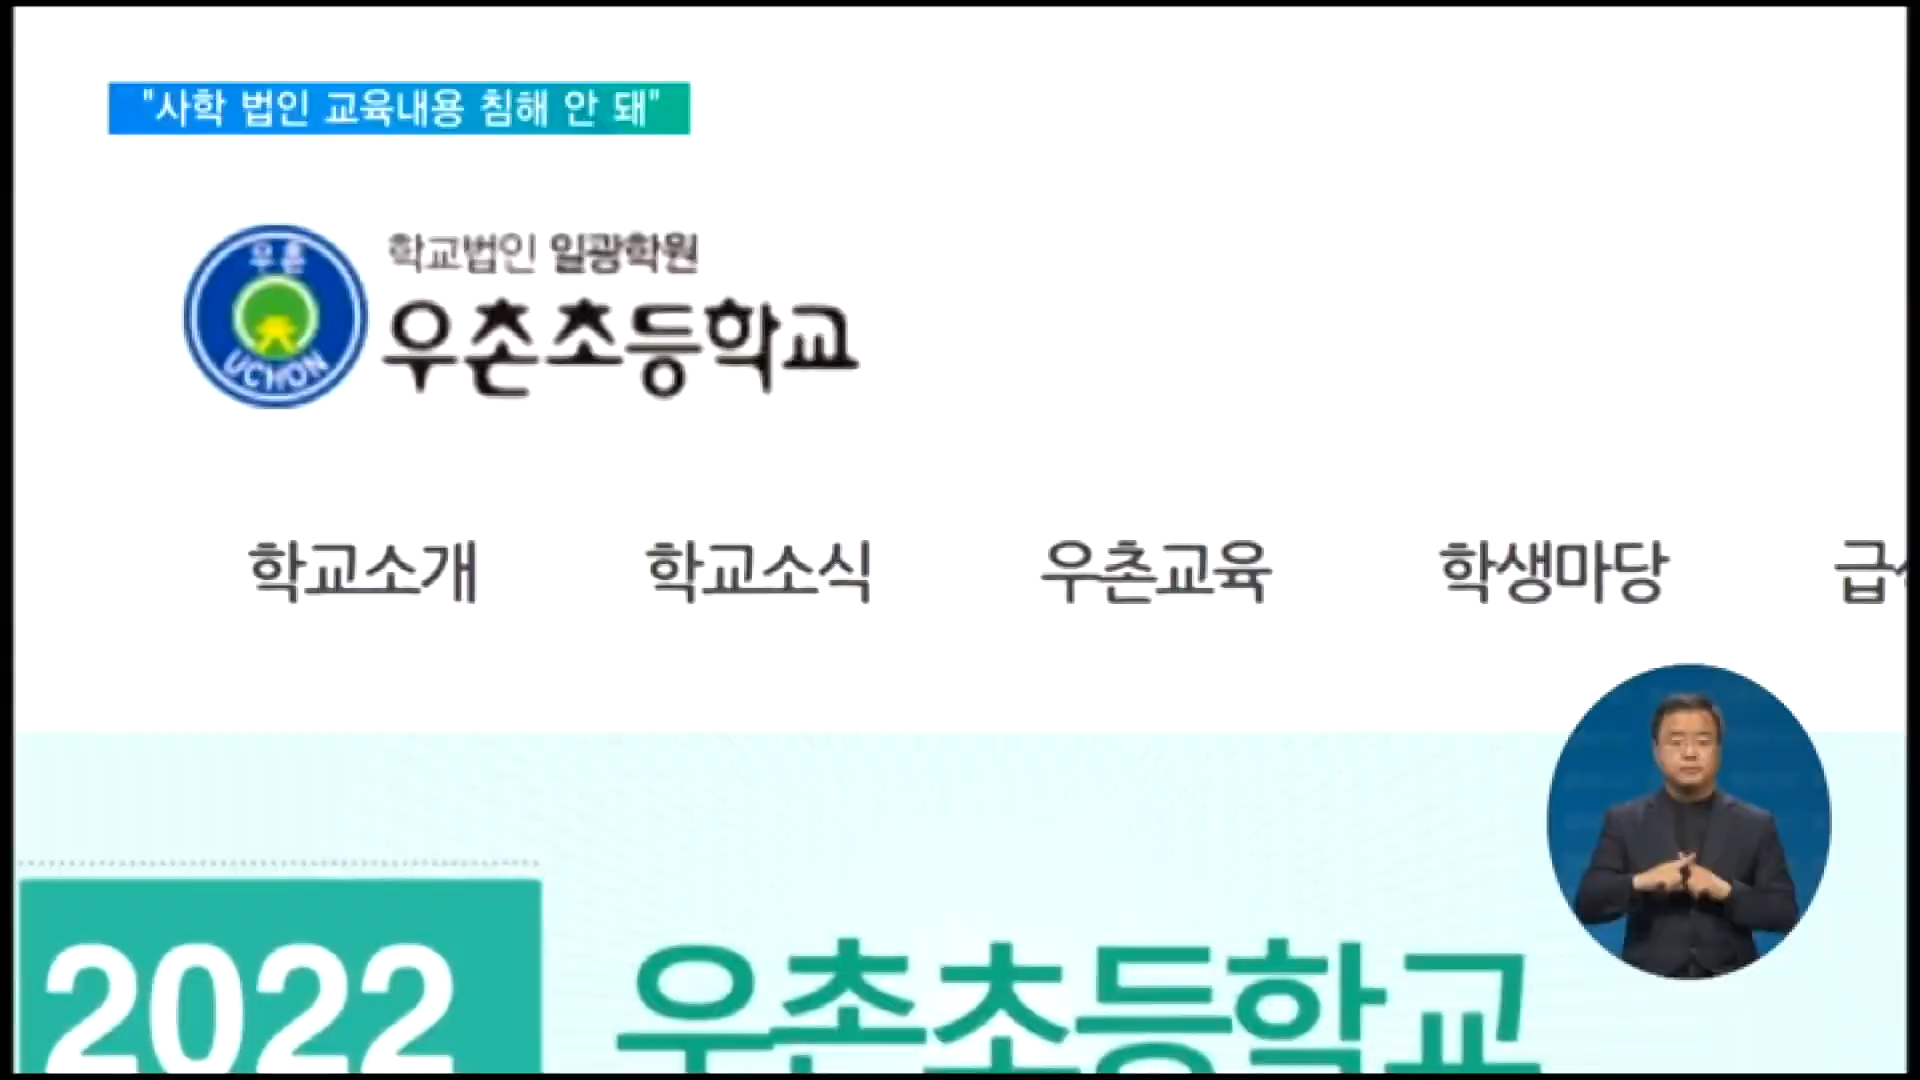 "사학 법인 교육내용 침해 안 돼"
우촌
UCHON
학교법인 일광학원
우촌초등학교
학교소개 학교소식 우촌교육 학생마당 급
2022 우촌초등학교